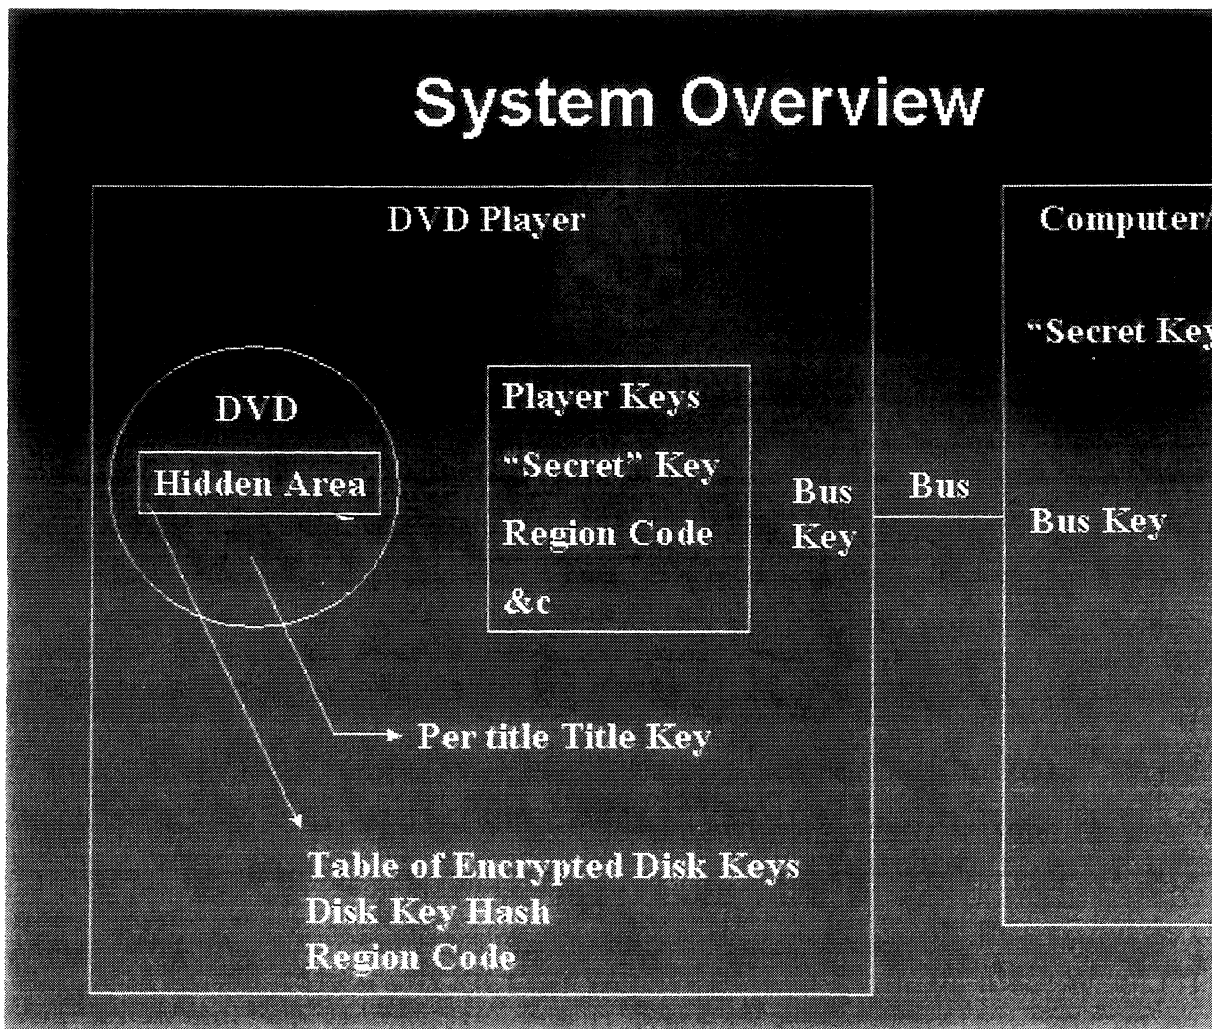 System Overview
DVD Player
DVD
Hidden Area
Player Keys
“Secret” Key
Region Code
&c
Bus
Key
Per title Title Key
Table of Encrypted Disk Keys
Disk Key Hash
Region Code
Bus
Computer/
“Secret Key
Bus Key